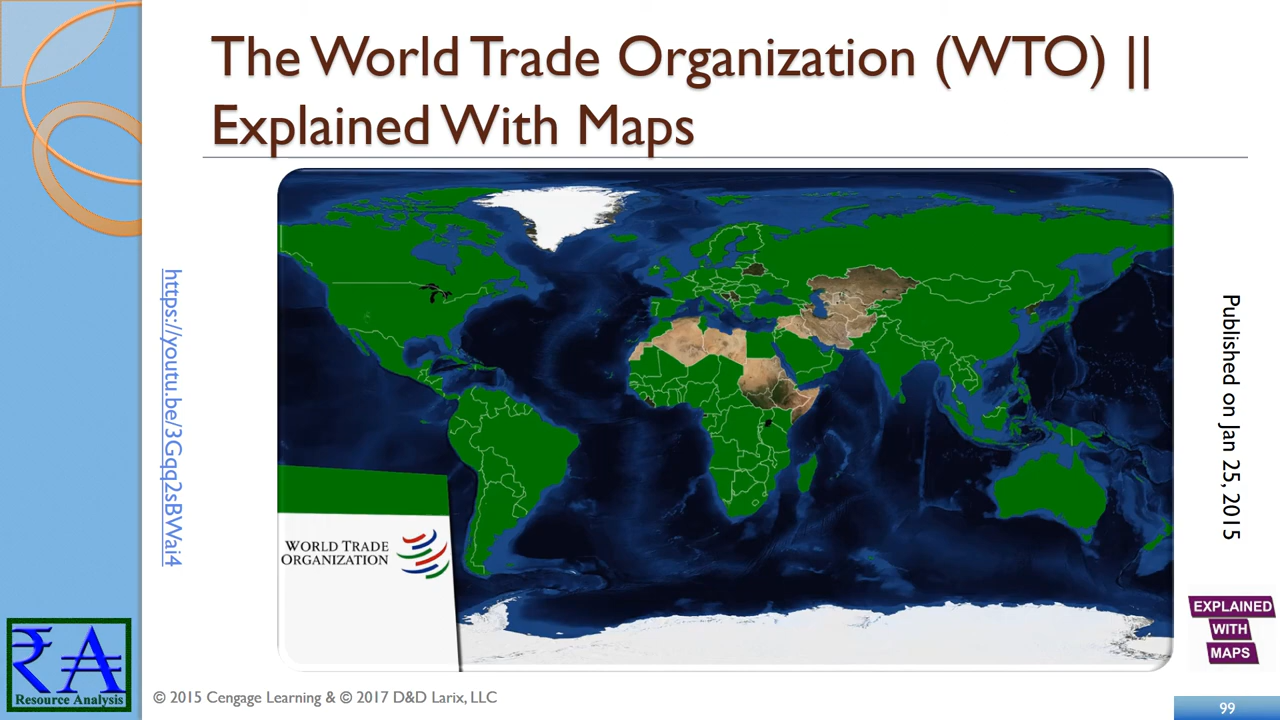 The World Trade Organization (WTO) ||
Explained With Maps
https://youtu.be/3Gqq2sBWai4
Published on Jan 25, 2015
WORLD TRADE
ORGANIZATION
EXPLAINED
WITH
MAPS
₹A
Resource Analysis
© 2015 Cengage Learning & © 2017 D&D Larix, LLC
99